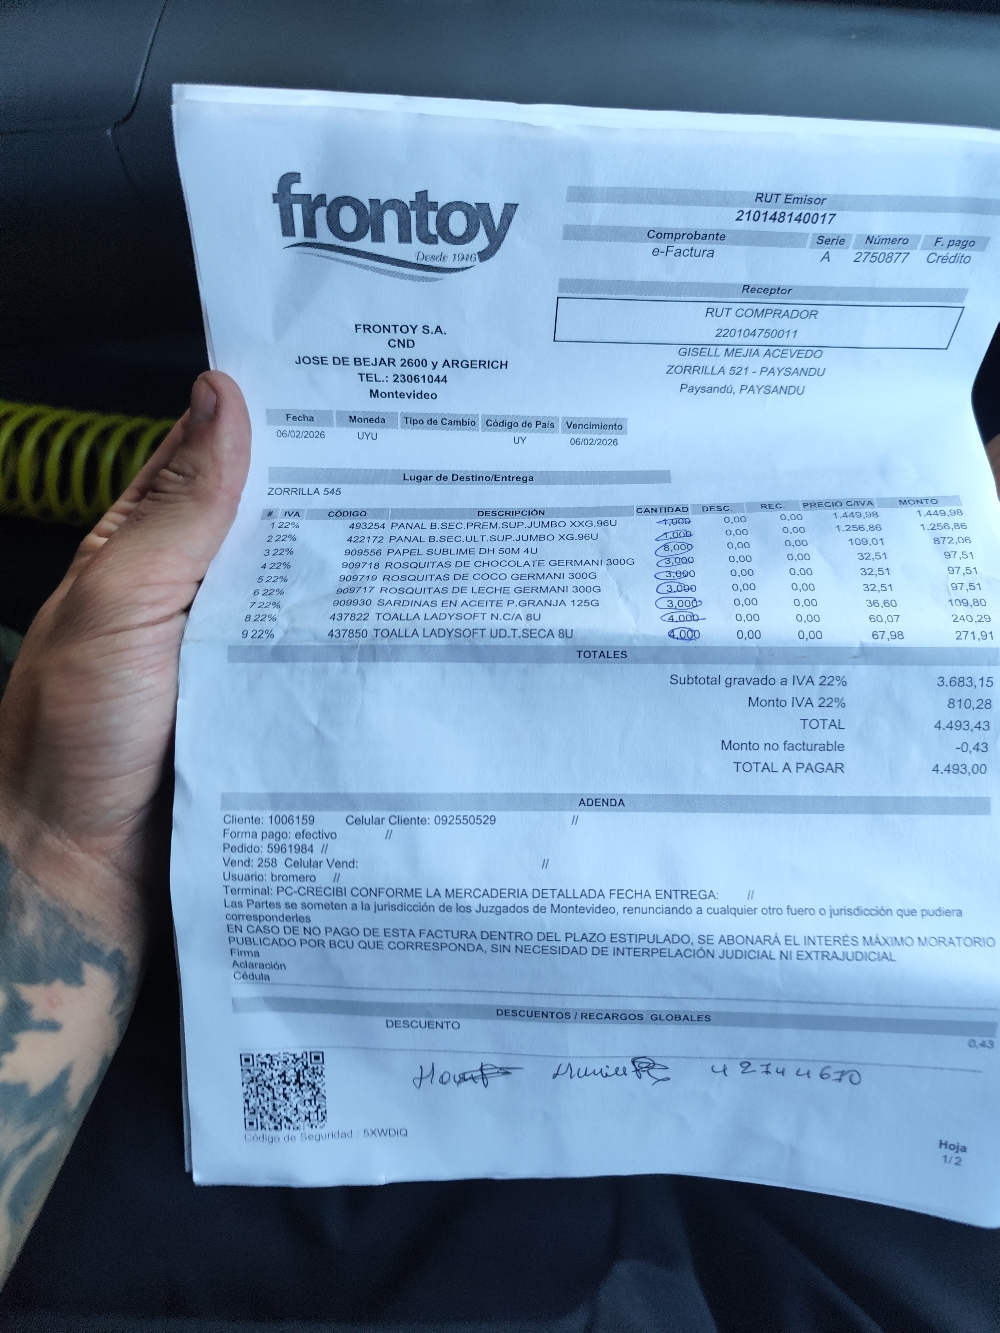 frontoy
Desde 1946
RUT Emisor
210148140017
Comprobante Serie Número F. pago
e-Factura A 2750877 Crédito
Receptor
RUT COMPRADOR
220104750011
GISELL MEJIA ACEVEDO
ZORRILLA 521 - PAYSANDU
Paysandú, PAYSANDU
FRONTOY S.A.
CND
JOSE DE BEJAR 2600 y ARGERICH
TEL.: 23061044
Montevideo
Fecha Moneda Tipo de Cambio Código de País Vencimiento
06/02/2026 UYU UY 06/02/2026
Lugar de Destino/Entrega
ZORRILLA 545
# IVA CÓDIGO DESCRIPCIÓN CANTIDAD DESC. REC. PRECIO C/IVA MONTO
1 22% 493254 PANAL B.SEC.PREM.SUP.JUMBO XXG.96U 1,000 0,00 0,00 1.449,98 1.449,98
2 22% 422172 PANAL B.SEC.ULT.SUP.JUMBO XG.96U 1,000 0,00 0,00 1.256,86 1.256,86
3 22% 909556 PAPEL SUBLIME DH 50M 4U 8,000 0,00 0,00 109,01 872,06
4 22% 909718 ROSQUITAS DE CHOCOLATE GERMANI 300G 3,000 0,00 0,00 32,51 97,51
5 22% 909719 ROSQUITAS DE COCO GERMANI 300G 3,000 0,00 0,00 32,51 97,51
6 22% 909717 ROSQUITAS DE LECHE GERMANI 300G 3,000 0,00 0,00 32,51 97,51
7 22% 909930 SARDINAS EN ACEITE P.GRANJA 125G 3,000 0,00 0,00 36,60 109,80
8 22% 437822 TOALLA LADYSOFT N.C/A 8U 4,000 0,00 0,00 60,07 240,29
9 22% 437850 TOALLA LADYSOFT UD.T.SECA 8U 4,000 0,00 0,00 67,98 271,91
TOTALES
Subtotal gravado a IVA 22% 3.683,15
Monto IVA 22% 810,28
TOTAL 4.493,43
Monto no facturable -0,43
TOTAL A PAGAR 4.493,00
ADENDA
Cliente: 1006159 Celular Cliente: 092550529 //
Forma pago: efectivo //
Pedido: 5961984 //
Vend: 258 Celular Vend: //
Usuario: bromero //
Terminal: PC-CRECIBI CONFORME LA MERCADERIA DETALLADA FECHA ENTREGA: //
Las Partes se someten a la jurisdicción de los Juzgados de Montevideo, renunciando a cualquier otro fuero o jurisdicción que pudiera
corresponderles
EN CASO DE NO PAGO DE ESTA FACTURA DENTRO DEL PLAZO ESTIPULADO, SE ABONARÁ EL INTERÉS MÁXIMO MORATORIO
PUBLICADO POR BCU QUE CORRESPONDA, SIN NECESIDAD DE INTERPELACIÓN JUDICIAL NI EXTRAJUDICIAL
Firma
Aclaración
Cédula
DESCUENTOS / RECARGOS GLOBALES
DESCUENTO 0,43
42744670
Código de Seguridad : 5XWDiQ
Hoja
1/2